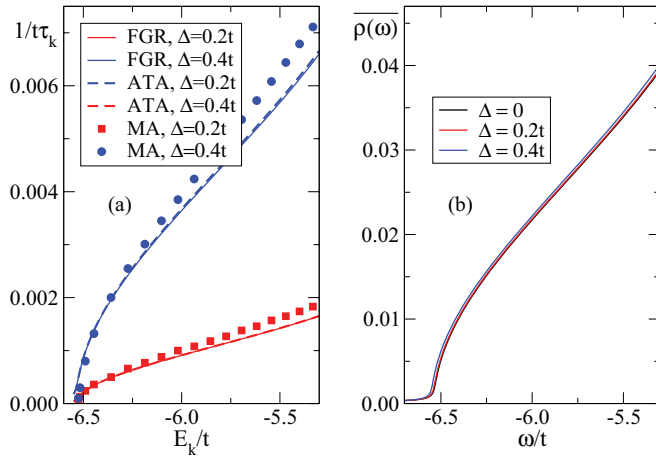 1/tτk
0.006
0.004
0.002
0.000
FGR, Δ=0.2t
FGR, Δ=0.4t
ATA, Δ=0.2t
ATA, Δ=0.4t
MA, Δ=0.2t
MA, Δ=0.4t
(a)
-6.5 -6.0 -5.5
Ek/t
ρ(ω)
0.04
0.03
0.02
0.01
0.00
Δ = 0
Δ = 0.2t
Δ = 0.4t
(b)
-6.5 -6 -5.5
ω/t